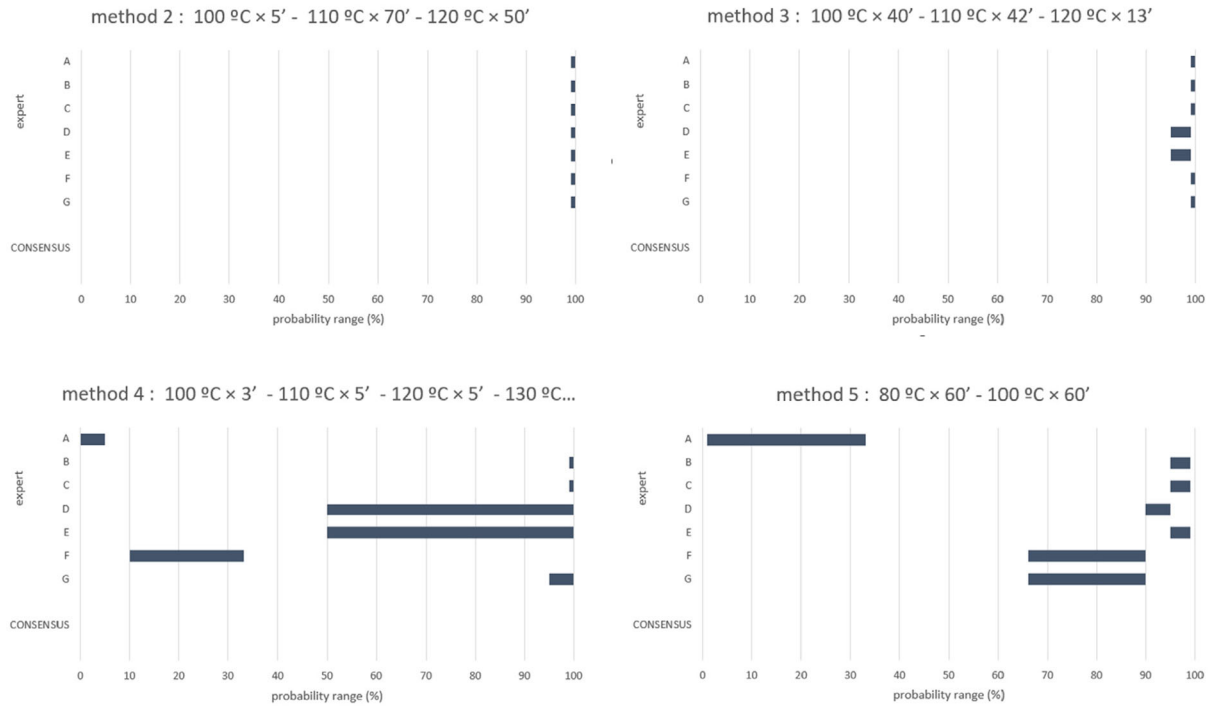 method 2 : 100 ºC × 5’ - 110 ºC × 70’ - 120 ºC × 50’
expert
A
B
C
D
E
F
G
CONSENSUS
0 10 20 30 40 50 60 70 80 90 100
probability range (%)
method 3 : 100 ºC × 40’ - 110 ºC × 42’ - 120 ºC × 13’
expert
A
B
C
D
E
F
G
CONSENSUS
0 10 20 30 40 50 60 70 80 90 100
probability range (%)
method 4 : 100 ºC × 3’ - 110 ºC × 5’ - 120 ºC × 5’ - 130 ºC...
expert
A
B
C
D
E
F
G
CONSENSUS
0 10 20 30 40 50 60 70 80 90 100
probability range (%)
method 5 : 80 ºC × 60’ - 100 ºC × 60’
expert
A
B
C
D
E
F
G
CONSENSUS
0 10 20 30 40 50 60 70 80 90 100
probability range (%)